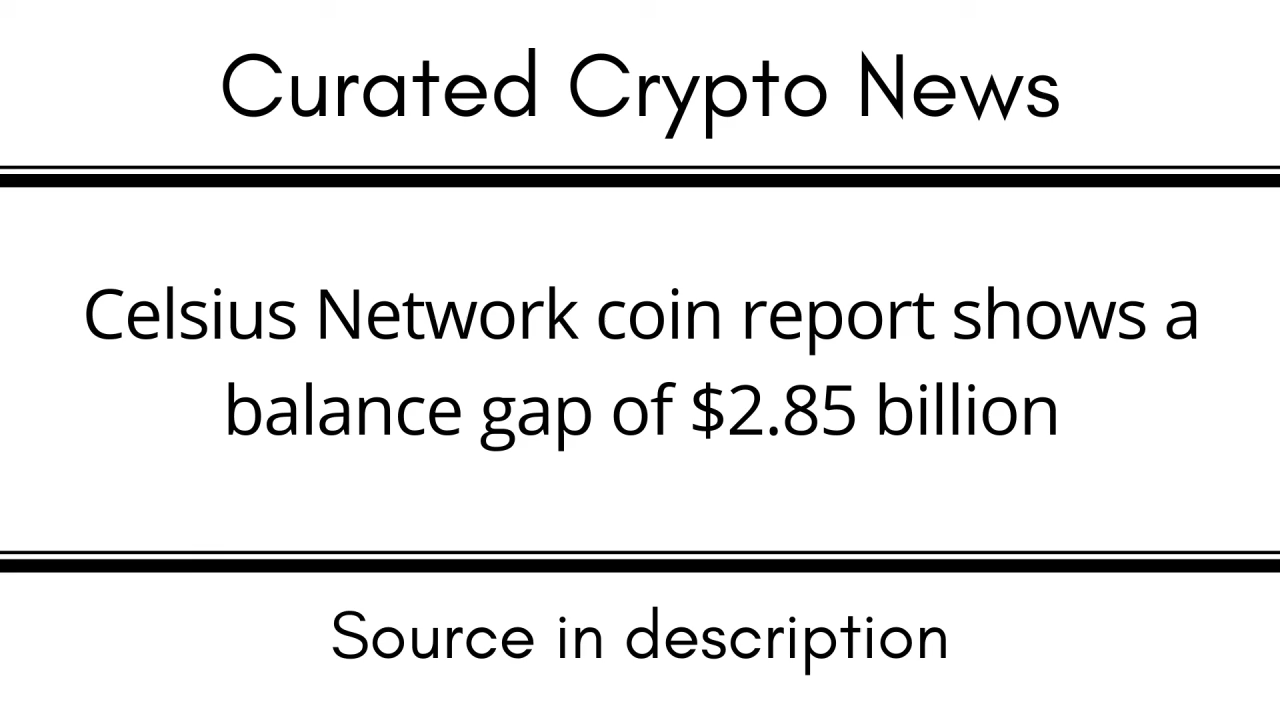 Curated Crypto News
Celsius Network coin report shows a
balance gap of $2.85 billion
Source in description